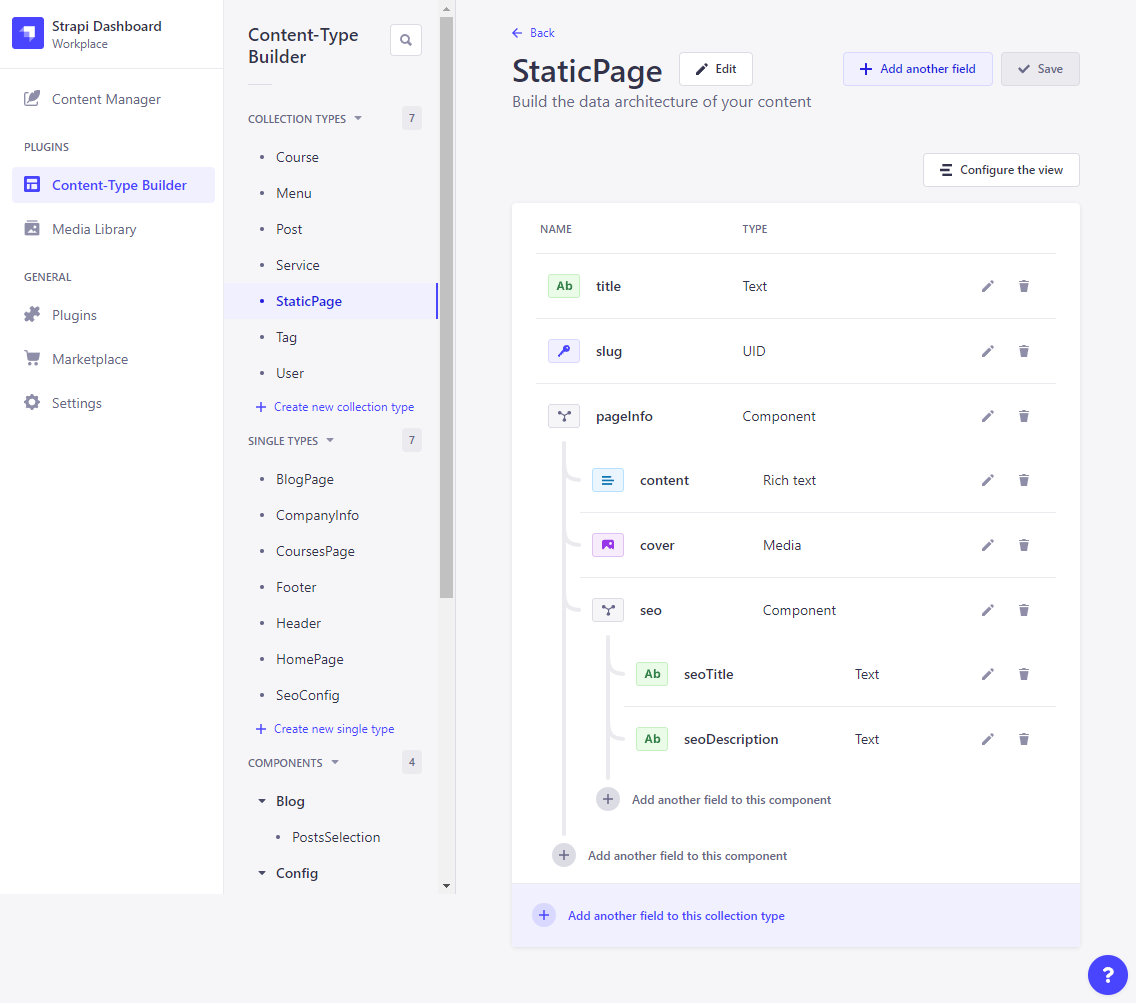 Strapi Dashboard
Workplace
Content Manager
PLUGINS
Content-Type Builder
Media Library
GENERAL
Plugins
Marketplace
Settings
Content-Type
Builder
COLLECTION TYPES
7
Course
Menu
Post
Service
StaticPage
Tag
User
Create new collection type
SINGLE TYPES
7
BlogPage
CompanyInfo
CoursesPage
Footer
Header
HomePage
SeoConfig
Create new single type
COMPONENTS
4
Blog
PostsSelection
Config
Back
StaticPage
Edit
Add another field
Save
Build the data architecture of your content
Configure the view
NAME TYPE
Ab title Text
slug UID
pageInfo Component
content Rich text
cover Media
seo Component
Ab seoTitle Text
Ab seoDescription Text
Add another field to this component
Add another field to this component
Add another field to this collection type
?